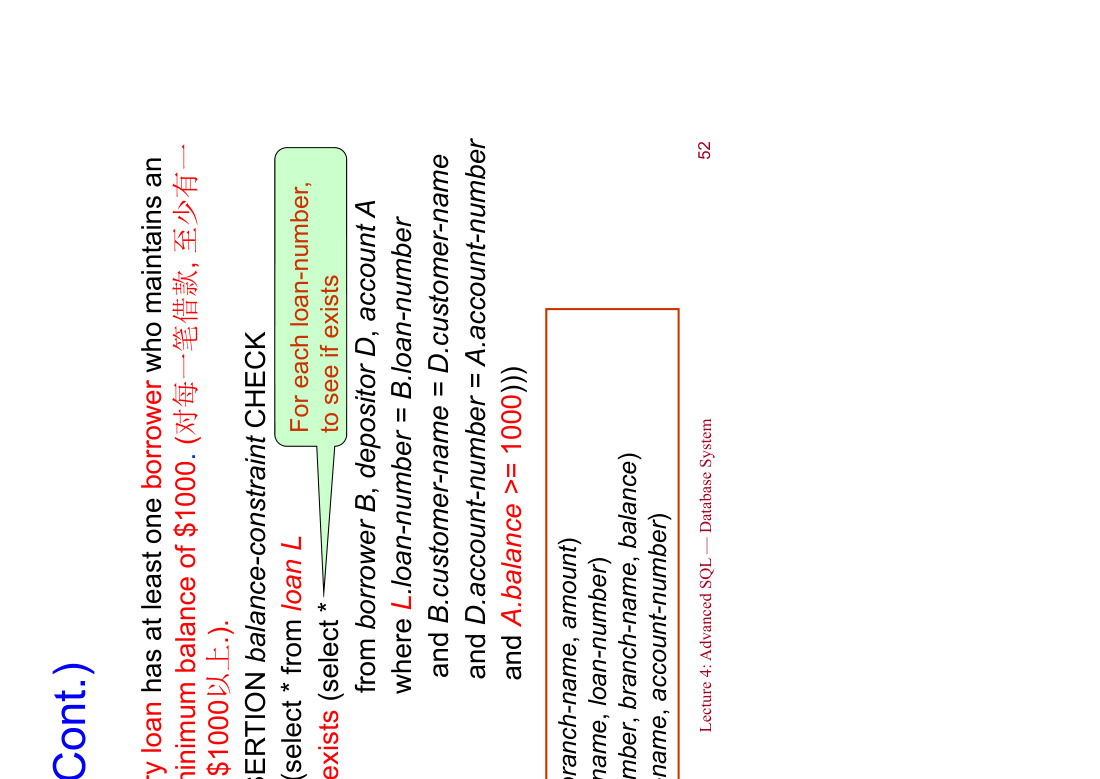 Cont.)
loan has at least one borrower who maintains an
minimum balance of $1000. (对每一笔借款, 至少有一
$1000以上.).
balance-constraint CHECK
(select * from loan L
exists (select *
For each loan-number,
to see if exists
from borrower B, depositor D, account A
where L.loan-number = B.loan-number
and B.customer-name = D.customer-name
and D.account-number = A.account-number
and A.balance >= 1000))))
branch-name, amount)
name, loan-number)
mber, branch-name, balance)
name, account-number)
Lecture 4: Advanced SQL — Database System
52